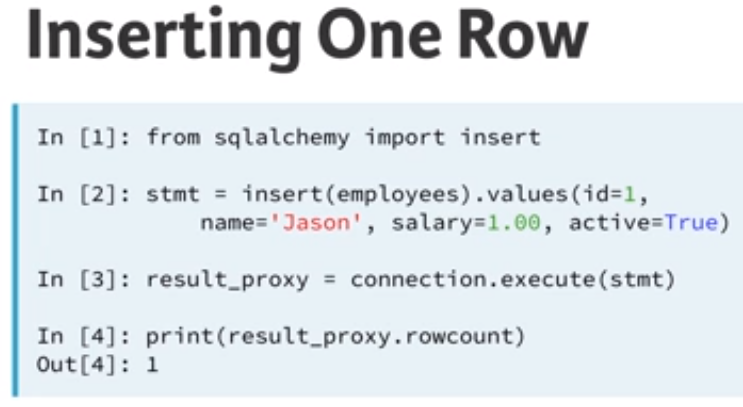 Inserting One Row
In [1]: from sqlalchemy import insert
In [2]: stmt = insert(employees).values(id=1,
name='Jason', salary=1.00, active=True)
In [3]: result_proxy = connection.execute(stmt)
In [4]: print(result_proxy.rowcount)
Out[4]: 1